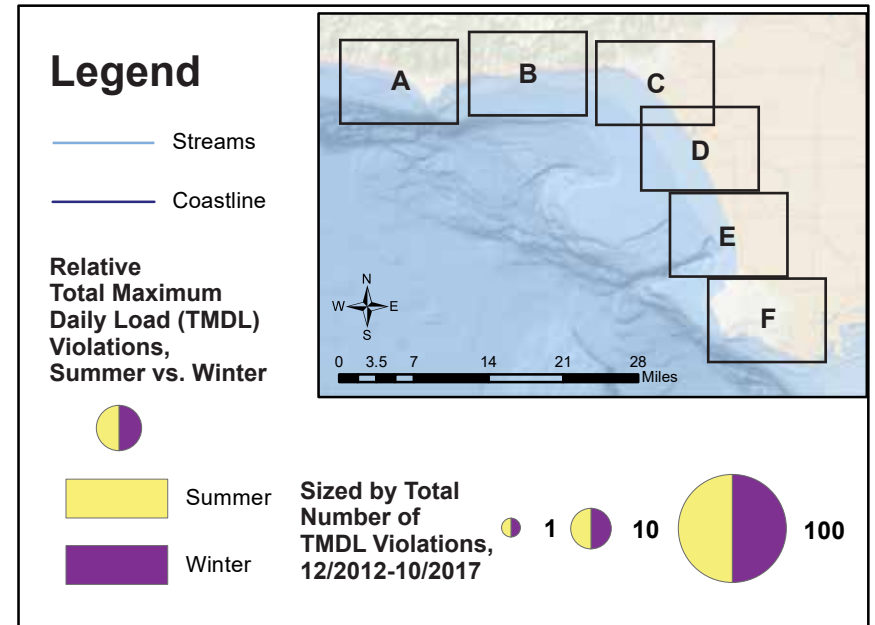 Legend
Streams
Coastline
Relative
Total Maximum
Daily Load (TMDL)
Violations,
Summer vs. Winter
Summer
Winter
A
B
C
D
E
F
N
W E
S
0 3.5 7 14 21 28
Miles
Sized by Total
Number of
TMDL Violations,
12/2012-10/2017
1 10 100